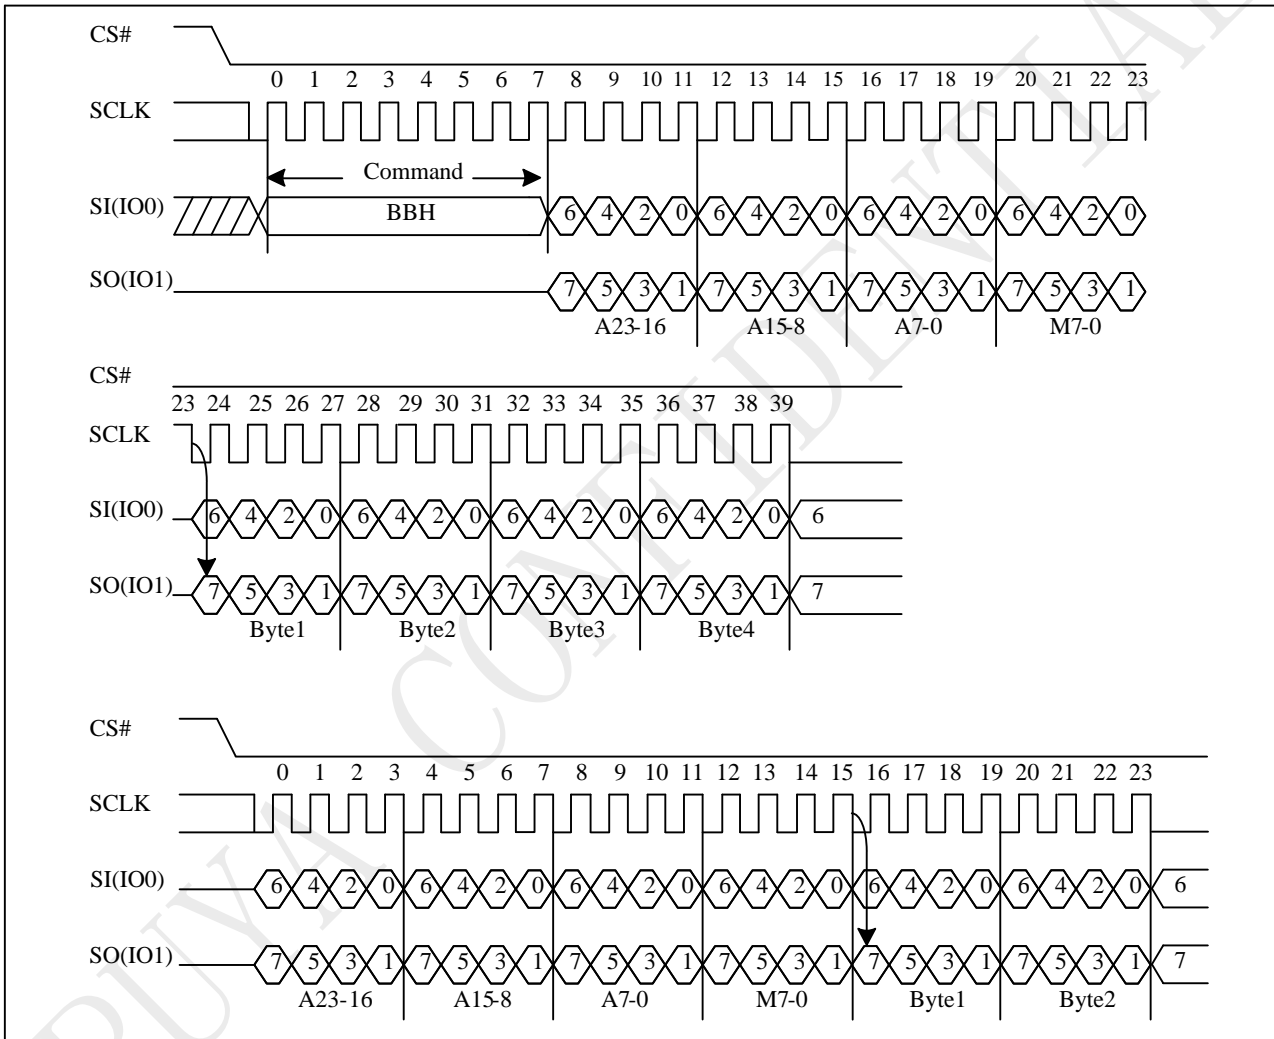 CS#
0 1 2 3 4 5 6 7 8 9 10 11 12 13 14 15 16 17 18 19 20 21 22 23
SCLK
Command
SI(IO0) BBH 6 4 2 0 6 4 2 0 6 4 2 0 6 4 2 0
SO(IO1) 7 5 3 1 7 5 3 1 7 5 3 1 7 5 3 1
A23-16 A15-8 A7-0 M7-0
CS#
23 24 25 26 27 28 29 30 31 32 33 34 35 36 37 38 39
SCLK
SI(IO0) 6 4 2 0 6 4 2 0 6 4 2 0 6 4 2 0 6
SO(IO1) 7 5 3 1 7 5 3 1 7 5 3 1 7 5 3 1 7
Byte1 Byte2 Byte3 Byte4
CS#
0 1 2 3 4 5 6 7 8 9 10 11 12 13 14 15 16 17 18 19 20 21 22 23
SCLK
SI(IO0) 6 4 2 0 6 4 2 0 6 4 2 0 6 4 2 0 6 4 2 0 6 4 2 0 6
SO(IO1) 7 5 3 1 7 5 3 1 7 5 3 1 7 5 3 1 7 5 3 1 7 5 3 1 7
A23-16 A15-8 A7-0 M7-0 Byte1 Byte2
PUYA CONFIDENTIAL